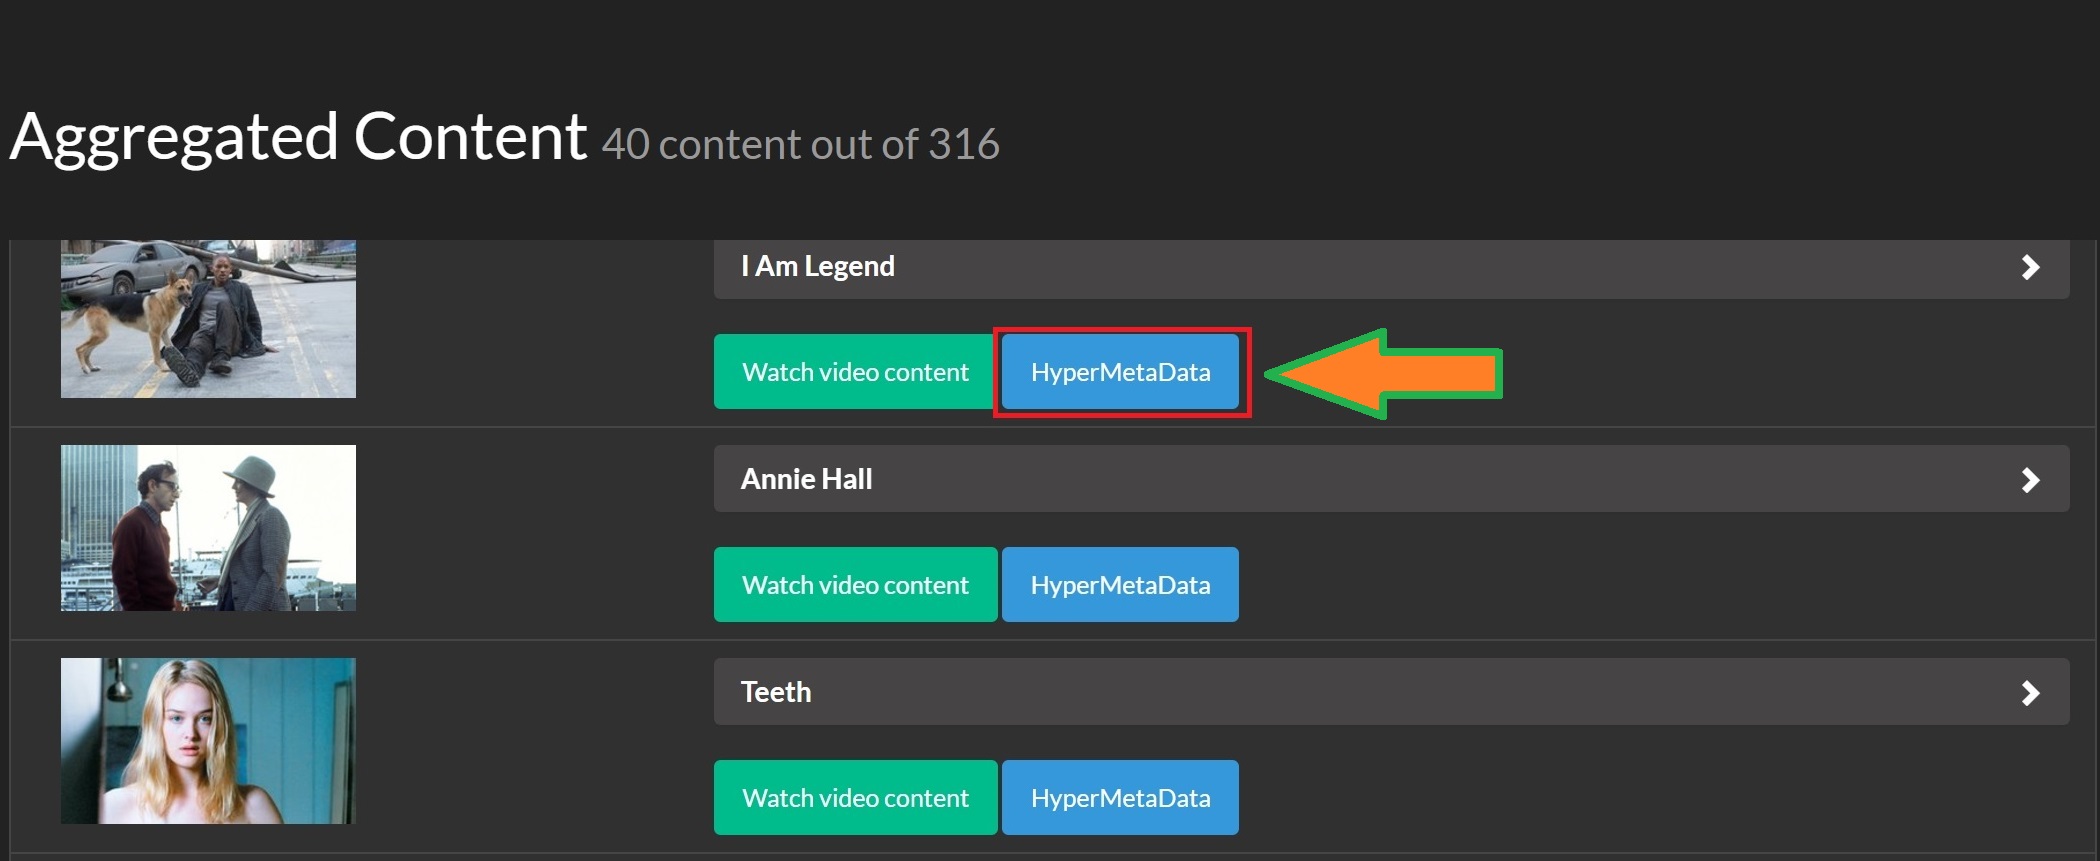 Aggregated Content 40 content out of 316
I Am Legend
Watch video content HyperMetaData
Annie Hall
Watch video content HyperMetaData
Teeth
Watch video content HyperMetaData